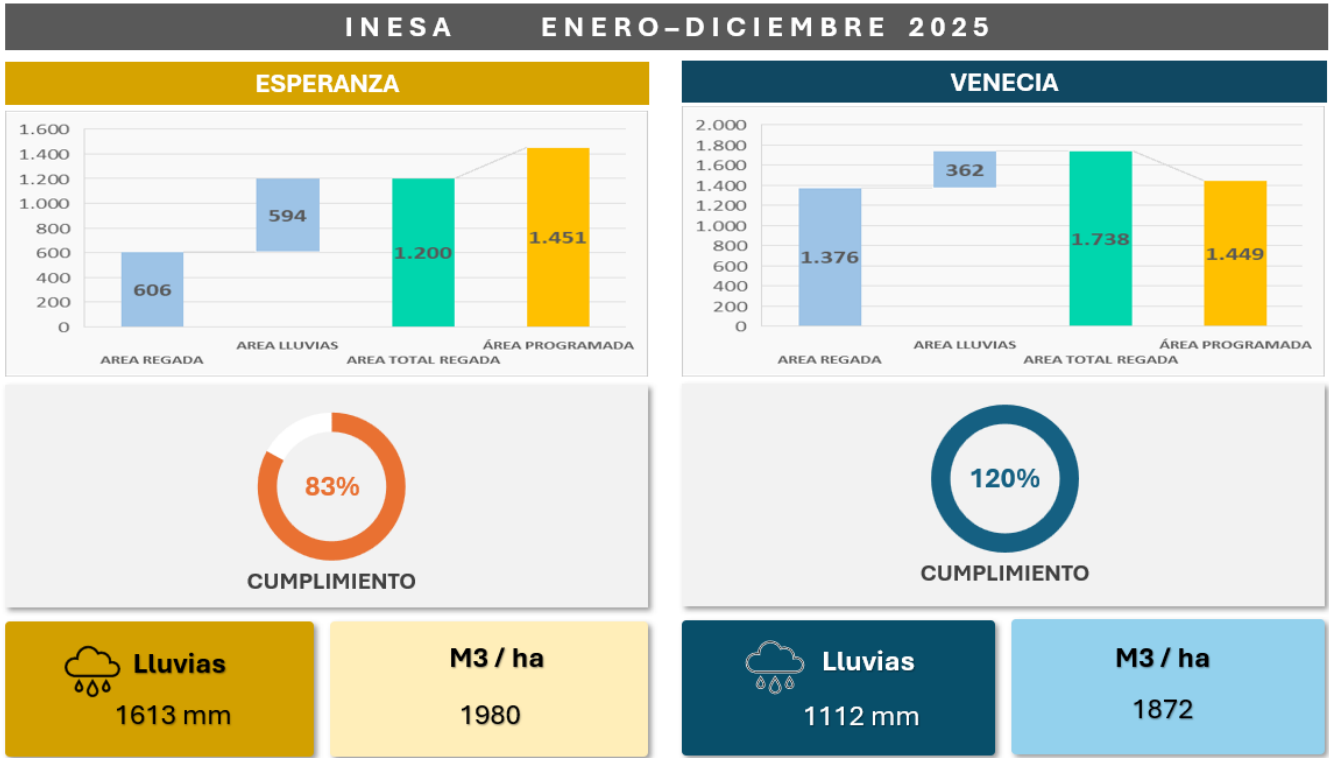 INESA ENERO–DICIEMBRE 2025
ESPERANZA
1.600
1.400
1.200
1.000
800
600
400
200
0
606
594
1.200
1.451
AREA REGADA
AREA LLUVIAS
AREA TOTAL REGADA
ÁREA PROGRAMADA
83%
CUMPLIMIENTO
Lluvias
1613 mm
M3 / ha
1980
VENECIA
2.000
1.800
1.600
1.400
1.200
1.000
800
600
400
200
0
1.376
362
1.738
1.449
AREA REGADA
AREA LLUVIAS
AREA TOTAL REGADA
ÁREA PROGRAMADA
120%
CUMPLIMIENTO
Lluvias
1112 mm
M3 / ha
1872